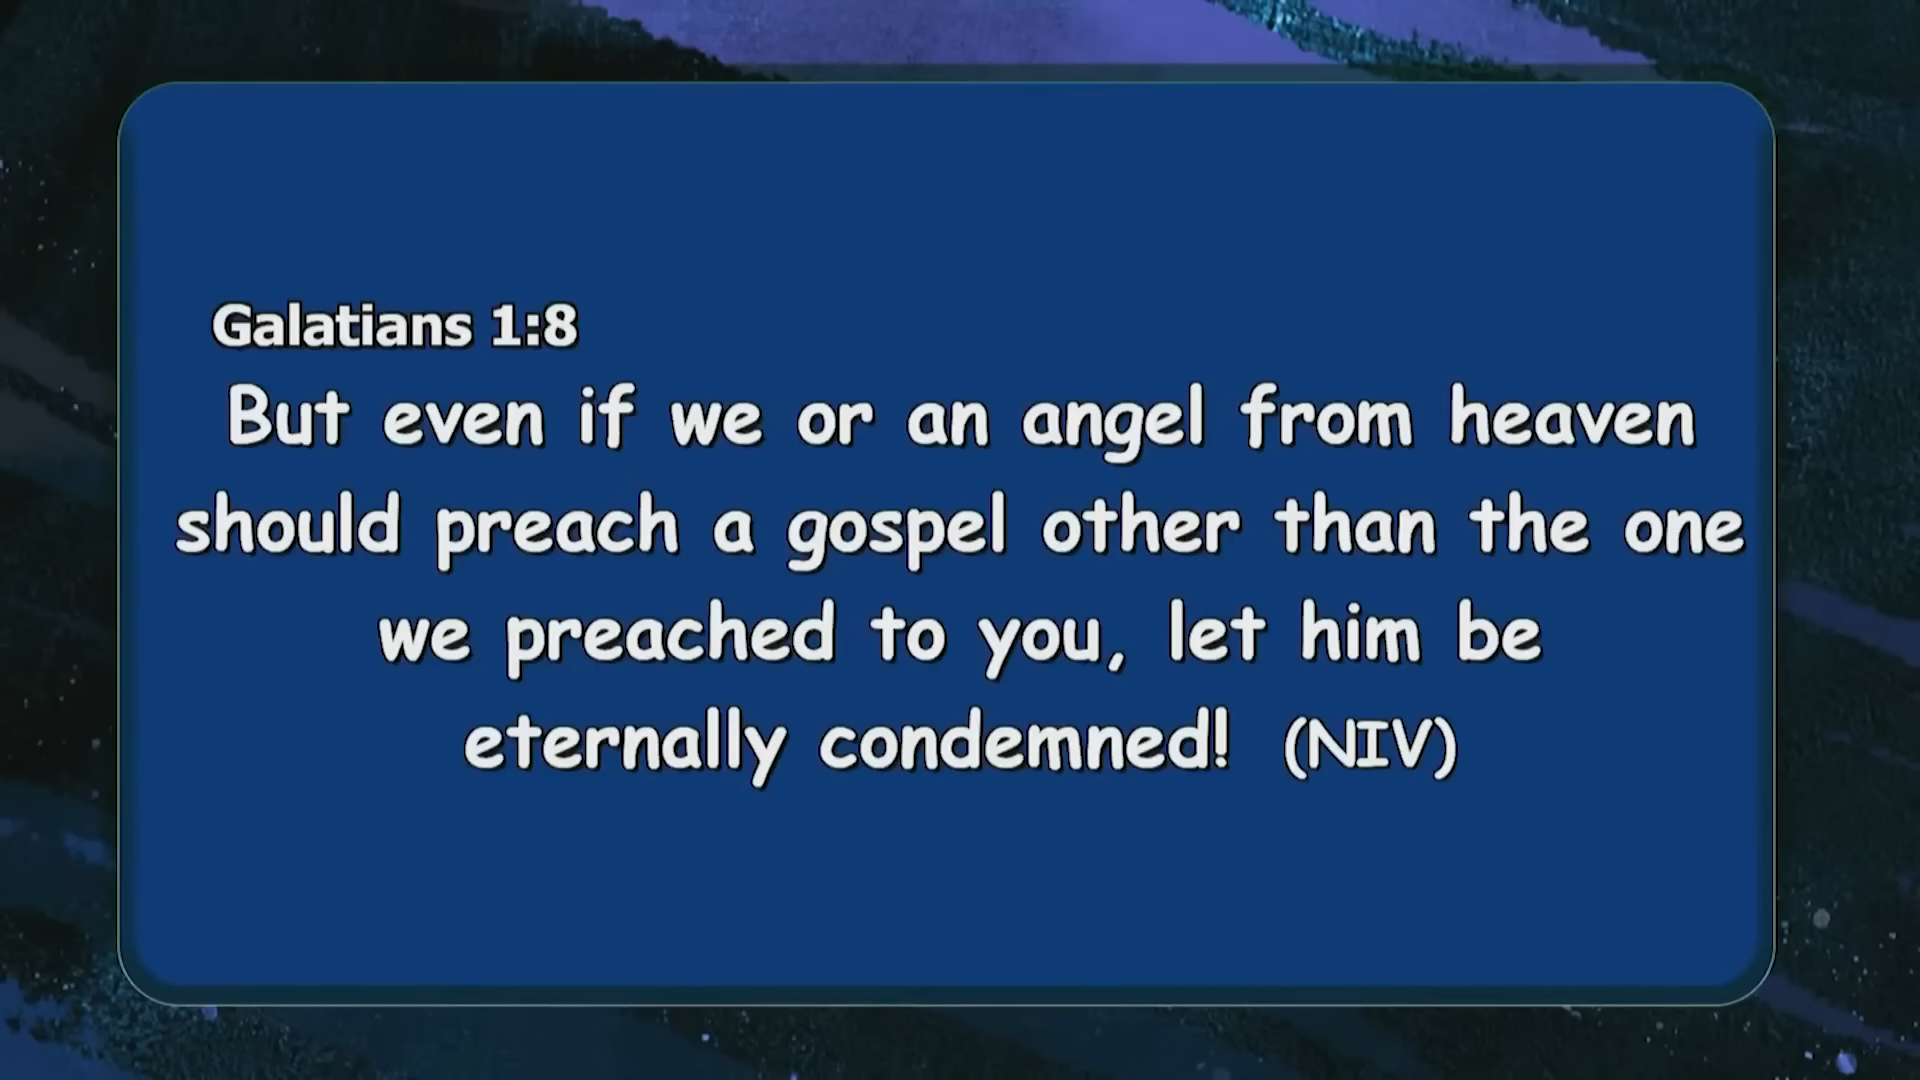 Galatians 1:8
But even if we or an angel from heaven
should preach a gospel other than the one
we preached to you, let him be
eternally condemned! (NIV)